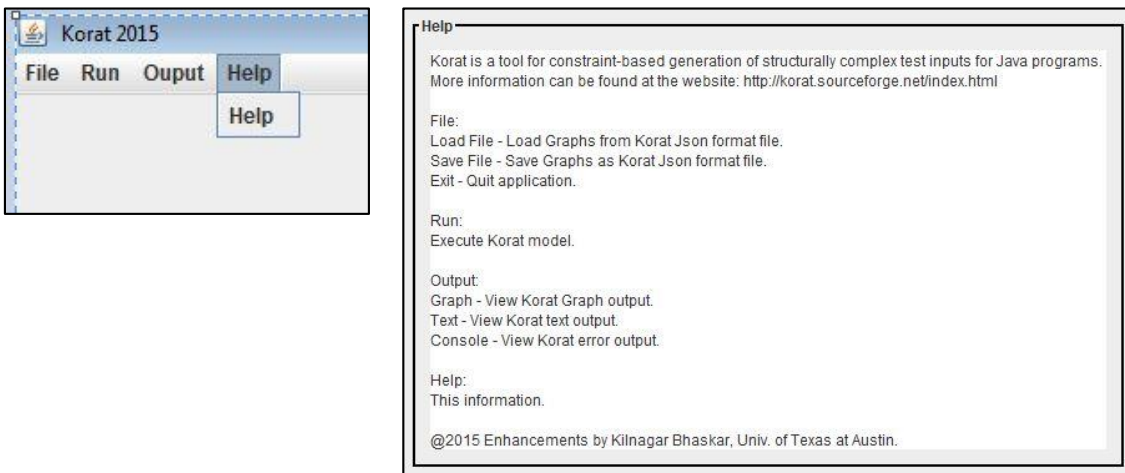 Korat 2015
File Run Ouput Help
Help
Help
Korat is a tool for constraint-based generation of structurally complex test inputs for Java programs.
More information can be found at the website: http://korat.sourceforge.net/index.html
File:
Load File - Load Graphs from Korat Json format file.
Save File - Save Graphs as Korat Json format file.
Exit - Quit application.
Run:
Execute Korat model.
Output:
Graph - View Korat Graph output.
Text - View Korat text output.
Console - View Korat error output.
Help:
This information.
@2015 Enhancements by Kilnagar Bhaskar, Univ. of Texas at Austin.